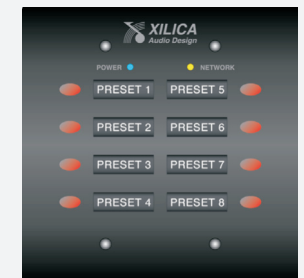 XILICA
Audio Design
POWER NETWORK
PRESET 1 PRESET 5
PRESET 2 PRESET 6
PRESET 3 PRESET 7
PRESET 4 PRESET 8